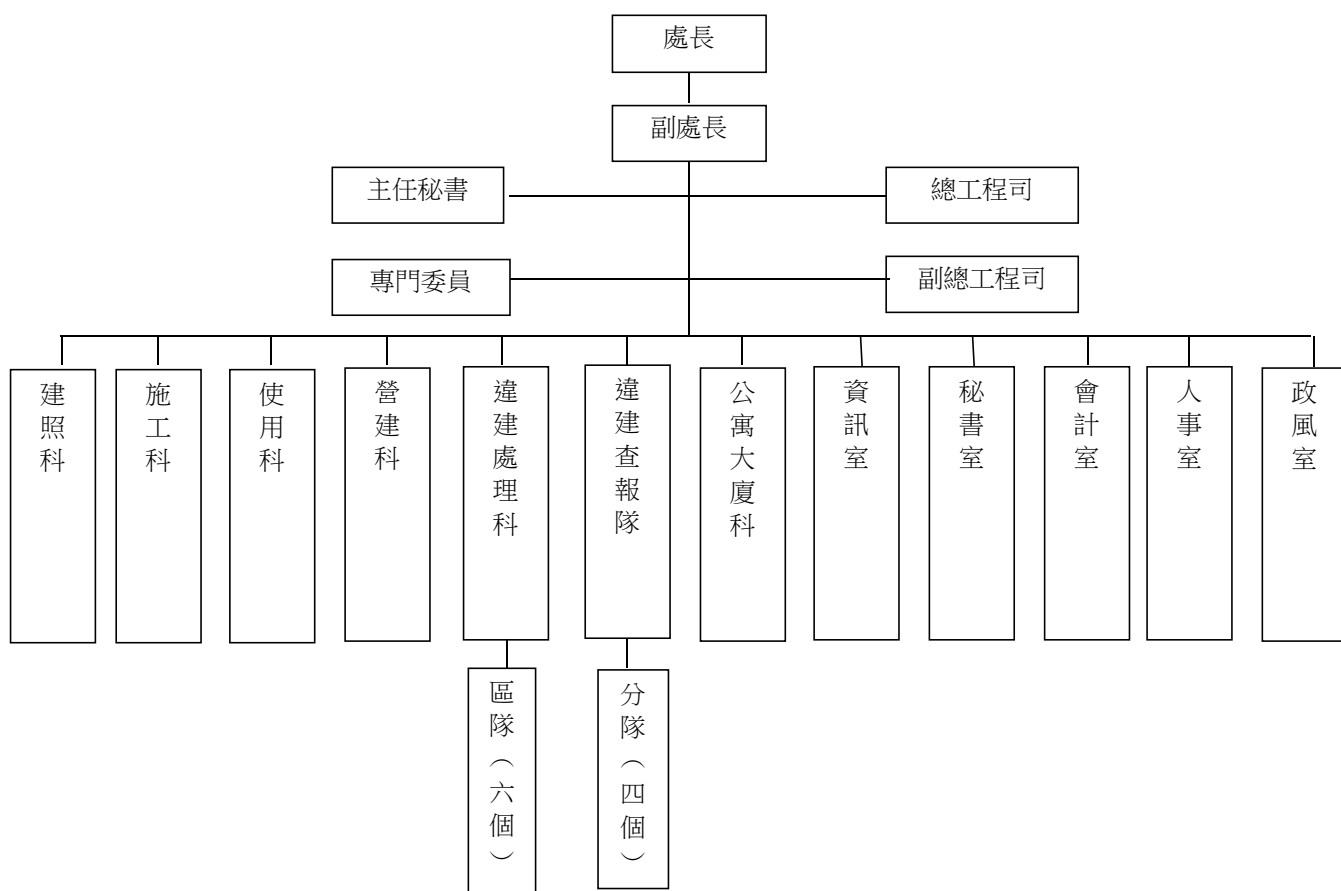 處長
副處長
主任秘書
總工程司
專門委員
副總工程司
建照科
施工科
使用科
營建科
違建處理科
違建查報隊
公寓大廈科
資訊室
秘書室
會計室
人事室
政風室
區隊（六個）
分隊（四個）